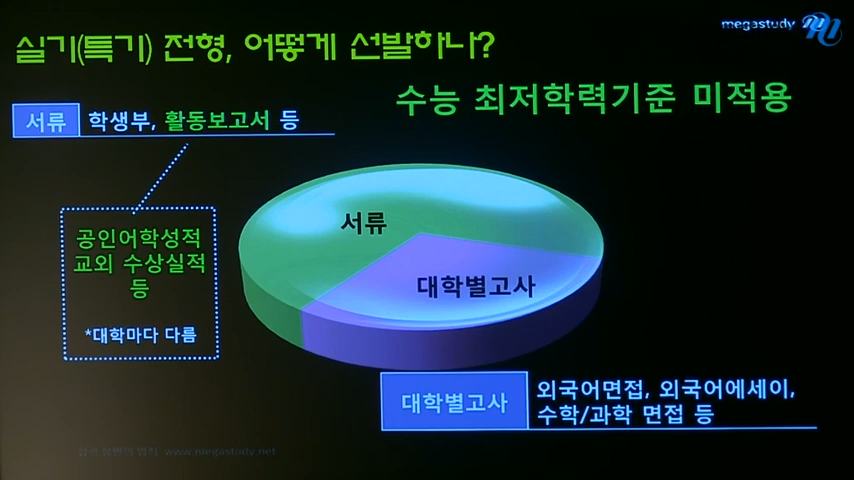 megastudy
실기(특기) 전형, 어떻게 선발하나?
수능 최저학력기준 미적용
서류 학생부, 활동보고서 등
공인어학성적
교외 수상실적
등
*대학마다 다름
서류
대학별고사
대학별고사 외국어면접, 외국어에세이,
수학/과학 면접 등
www.megastudy.net